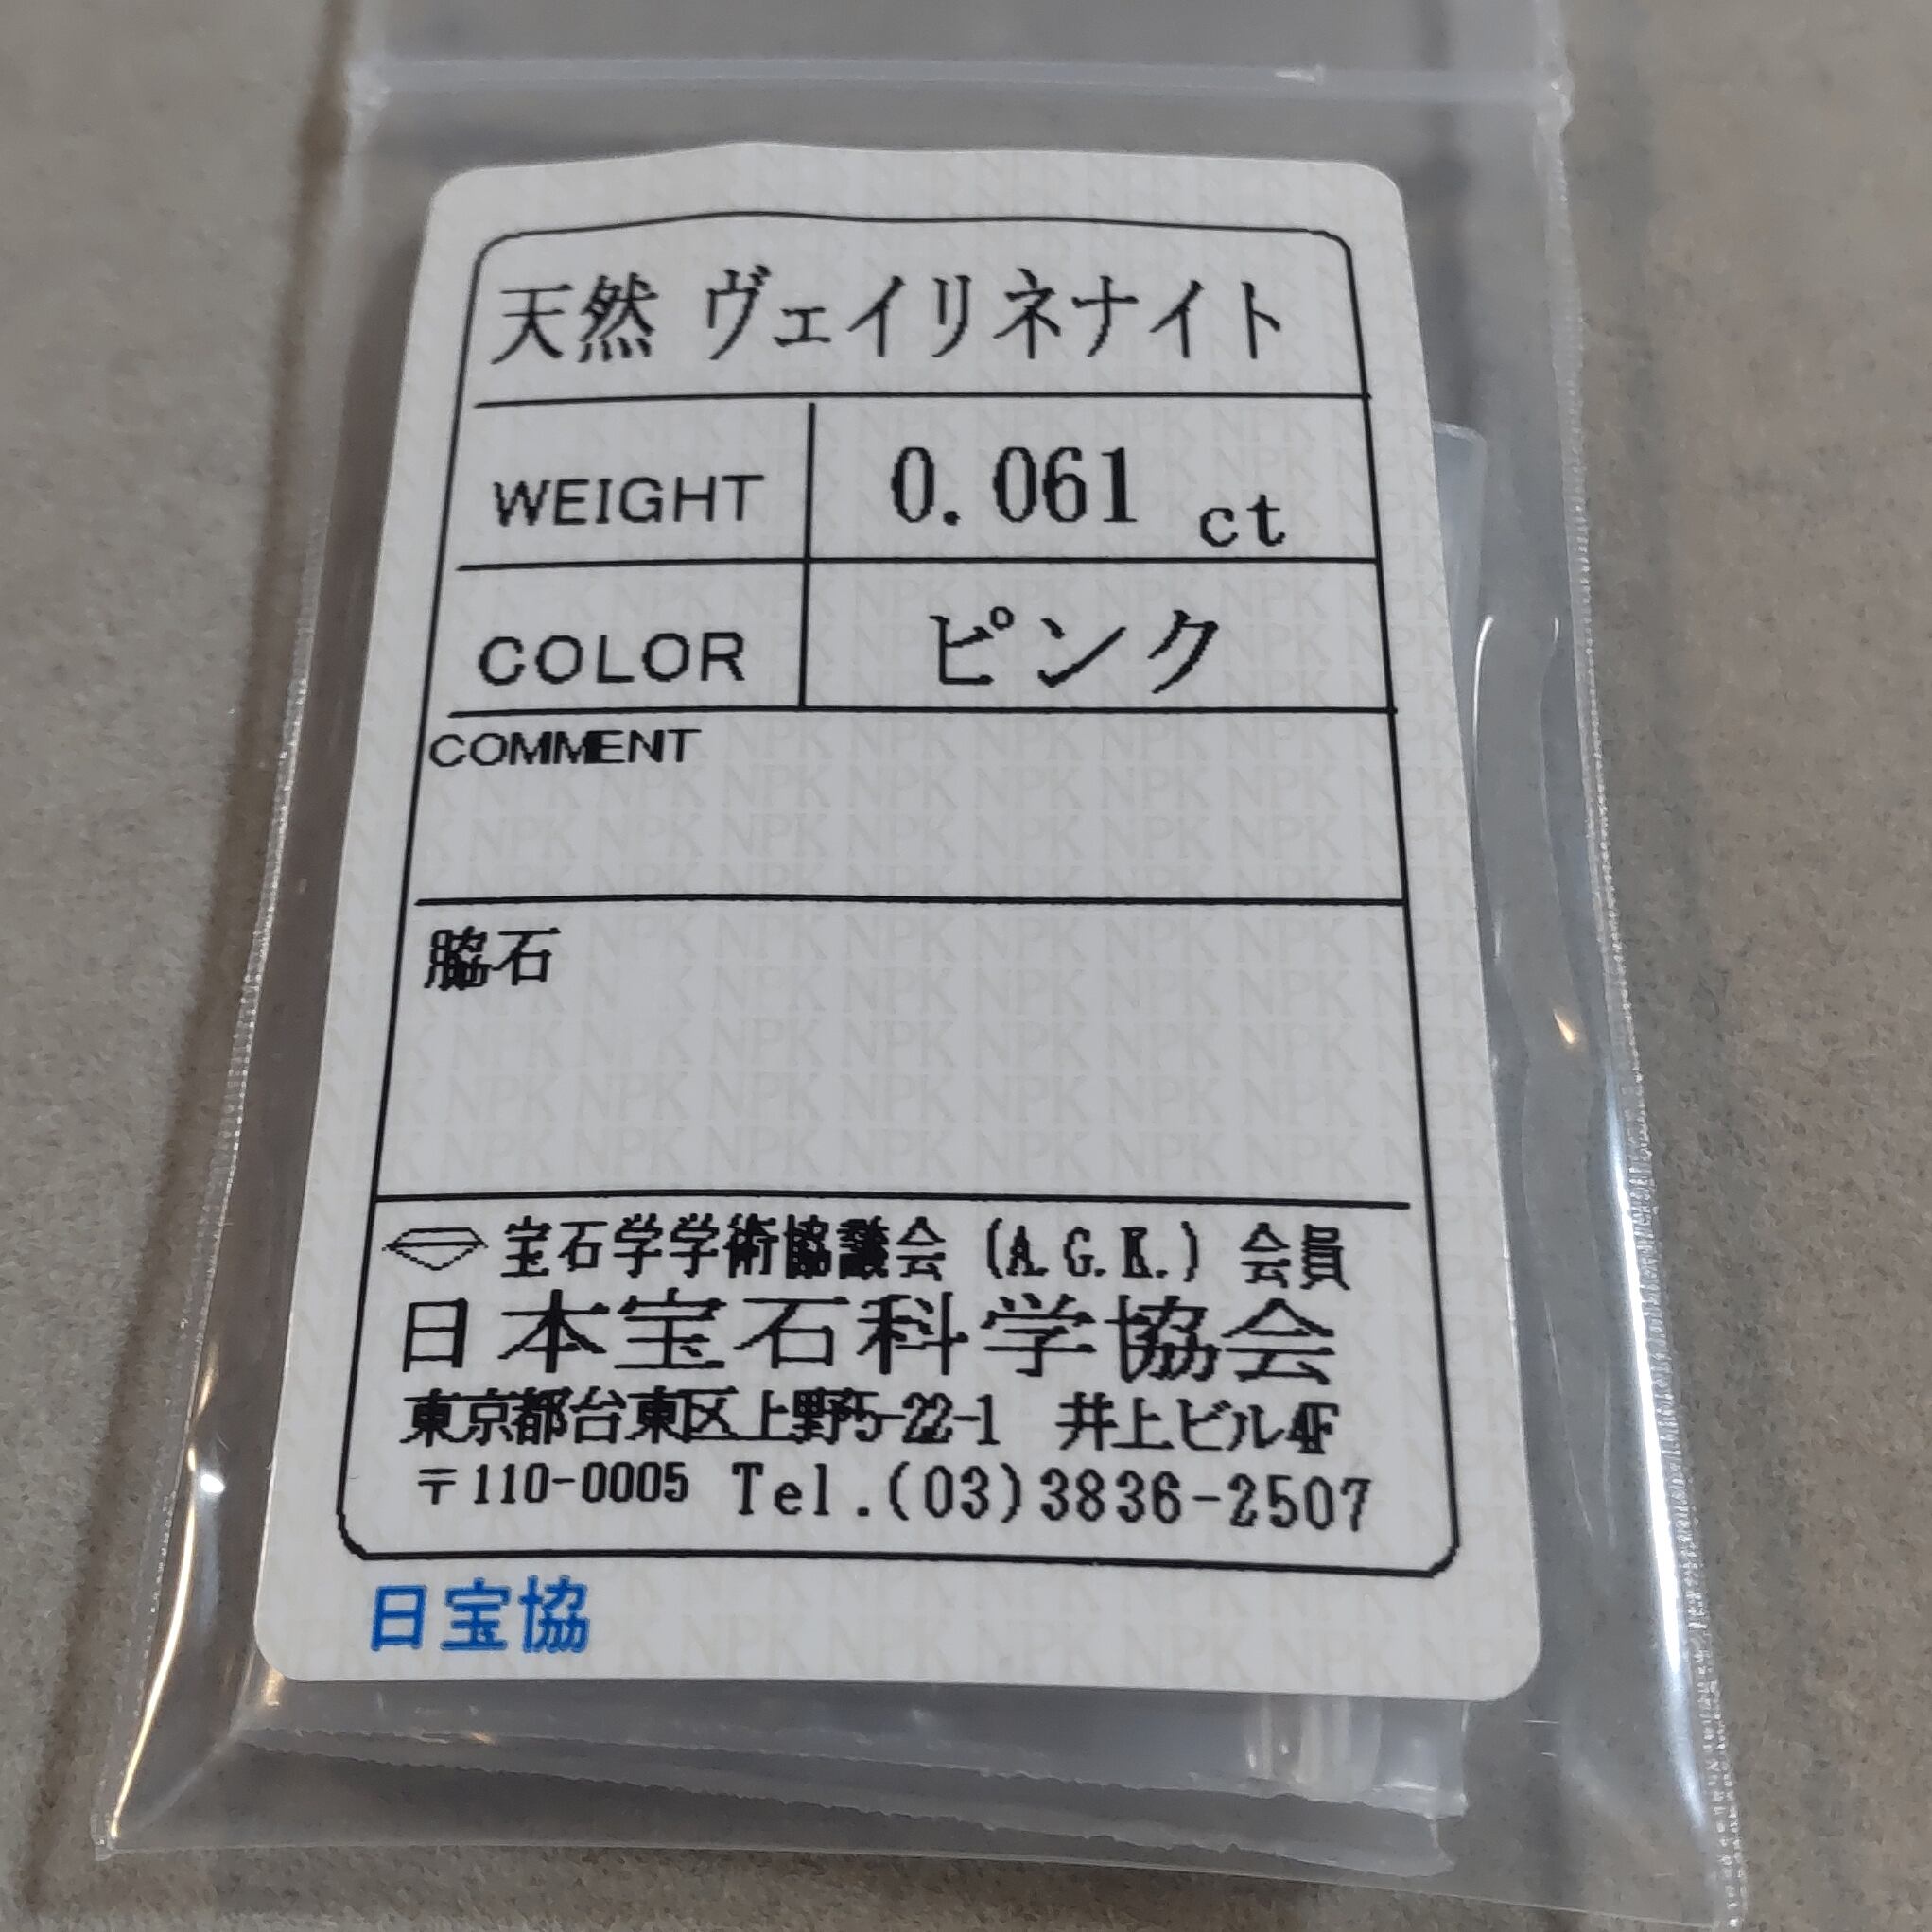 天然 ヴェイリネナイト
WEIGHT 0.061 ct
COLOR ピンク
COMMENT
脇石
宝石学学術協議会 (A.G.K.) 会員
日本宝石科学協会
東京都台東区上野5-22-1 井上ビル4F
〒110-0005 Tel.(03)3836-2507
日宝協